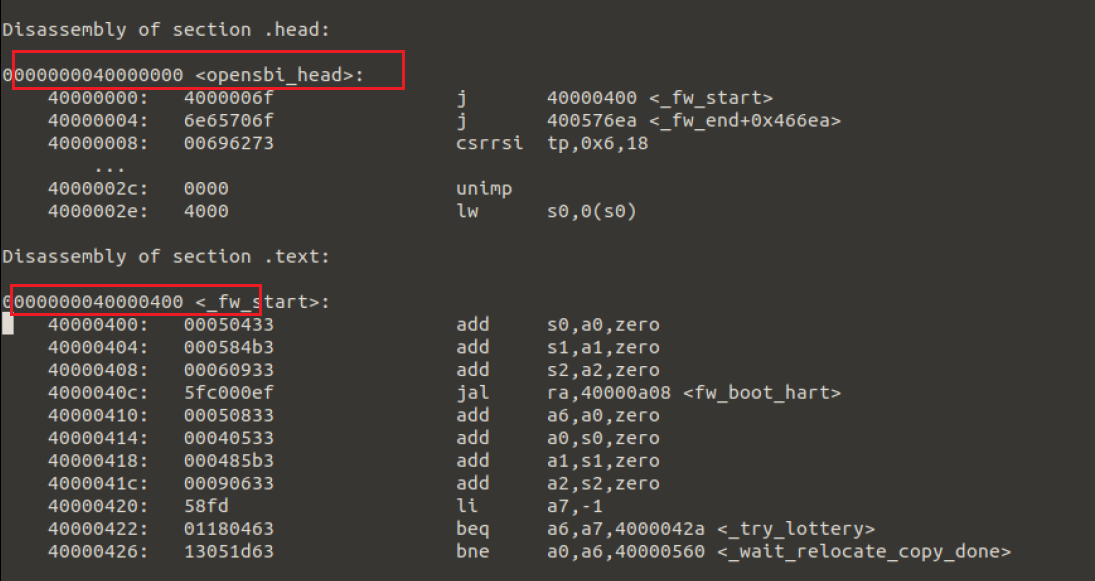 Disassembly of section .head:
0000000040000000 <opensbi_head>:
40000000: 4000006f j 40000400 <_fw_start>
40000004: 6e65706f j 400576ea <_fw_end+0x466ea>
40000008: 00696273 csrrsi tp,0x6,18
...
4000002c: 0000 unimp
4000002e: 4000 lw s0,0(s0)
Disassembly of section .text:
0000000040000400 <_fw_start>:
40000400: 00050433 add s0,a0,zero
40000404: 000584b3 add s1,a1,zero
40000408: 00060933 add s2,a2,zero
4000040c: 5fc000ef jal ra,40000a08 <fw_boot_hart>
40000410: 00050833 add a6,a0,zero
40000414: 00040533 add a0,s0,zero
40000418: 000485b3 add a1,s1,zero
4000041c: 00090633 add a2,s2,zero
40000420: 58fd li a7,-1
40000422: 01180463 beq a6,a7,4000042a <_try_lottery>
40000426: 13051d63 bne a0,a6,40000560 <_wait_relocate_copy_done>